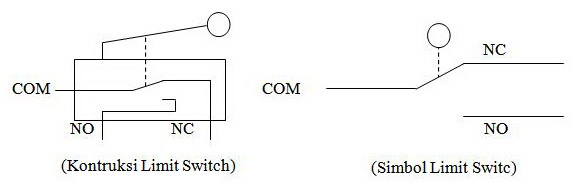 COM
NO
NC
(Kontruksi Limit Switch)
COM
NC
NO
(Simbol Limit Switc)